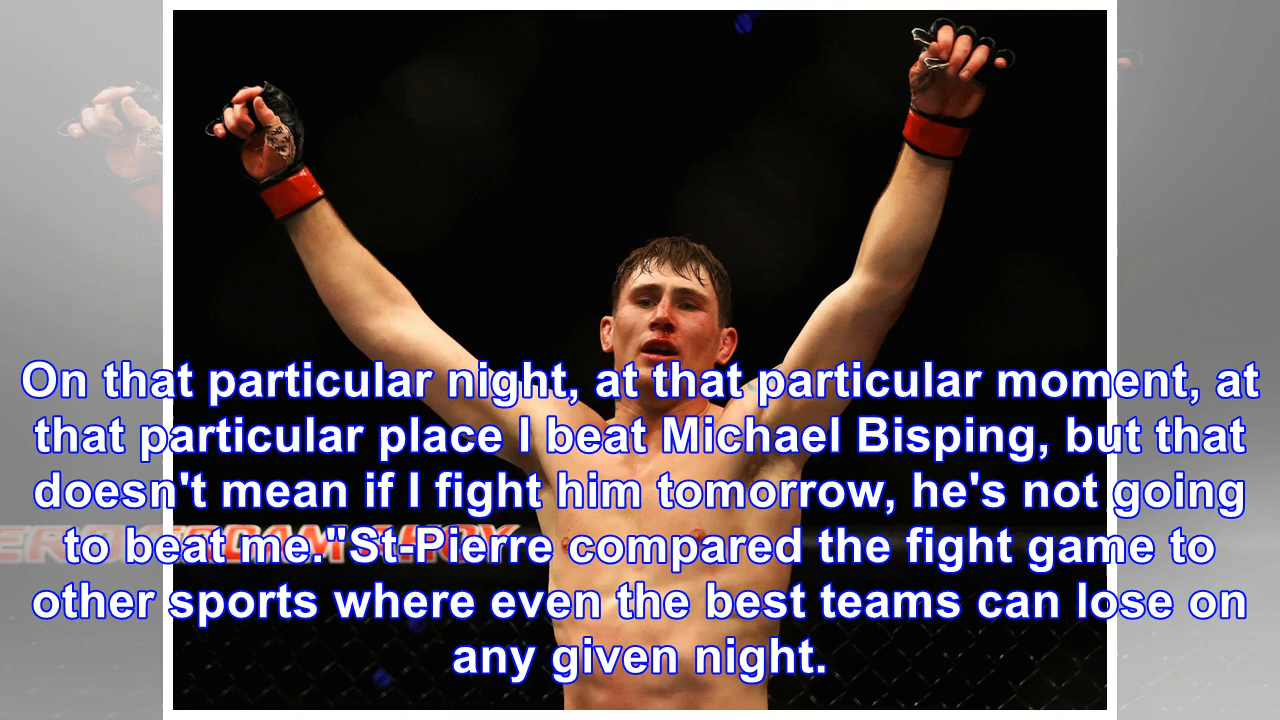 On that particular night, at that particular moment, at
that particular place I beat Michael Bisping, but that
doesn't mean if I fight him tomorrow, he's not going
to beat me."St-Pierre compared the fight game to
other sports where even the best teams can lose on
any given night.